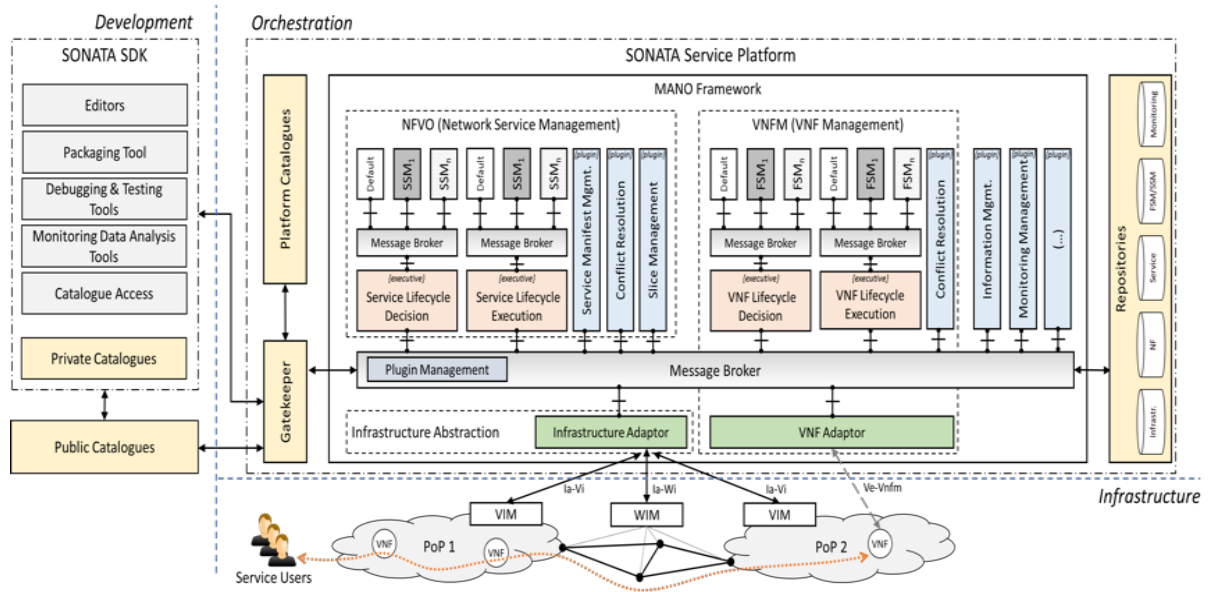 Development
Orchestration
SONATA SDK
Editors
Packaging Tool
Debugging & Testing
Tools
Monitoring Data Analysis
Tools
Catalogue Access
Private Catalogues
Public Catalogues
SONATA Service Platform
Platform Catalogues
Gatekeeper
MANO Framework
NFVO (Network Service Management)
Default
SSM1
SSMn
Default
SSM1
SSMn
Message Broker
Message Broker
{executive}
Service Lifecycle
Decision
{executive}
Service Lifecycle
Execution
{plugin}
Service Manifest Mgmt.
{plugin}
Conflict Resolution
{plugin}
Slice Management
VNFM (VNF Management)
Default
FSM1
FSMn
Default
FSM1
FSMn
Message Broker
Message Broker
{executive}
VNF Lifecycle
Decision
{executive}
VNF Lifecycle
Execution
{plugin}
Conflict Resolution
{plugin}
Information Mgmt.
{plugin}
Monitoring Management
{plugin}
(...)
Plugin Management
Message Broker
Infrastructure Abstraction
Infrastructure Adaptor
VNF Adaptor
Repositories
Monitoring
FSM/SSM
Service
NF
Infrastr.
Ia-Vi
Ia-Wi
Ia-Vi
Ve-Vnfm
Infrastructure
VIM
WIM
VIM
VNF
PoP 1
VNF
PoP 2
VNF
Service Users